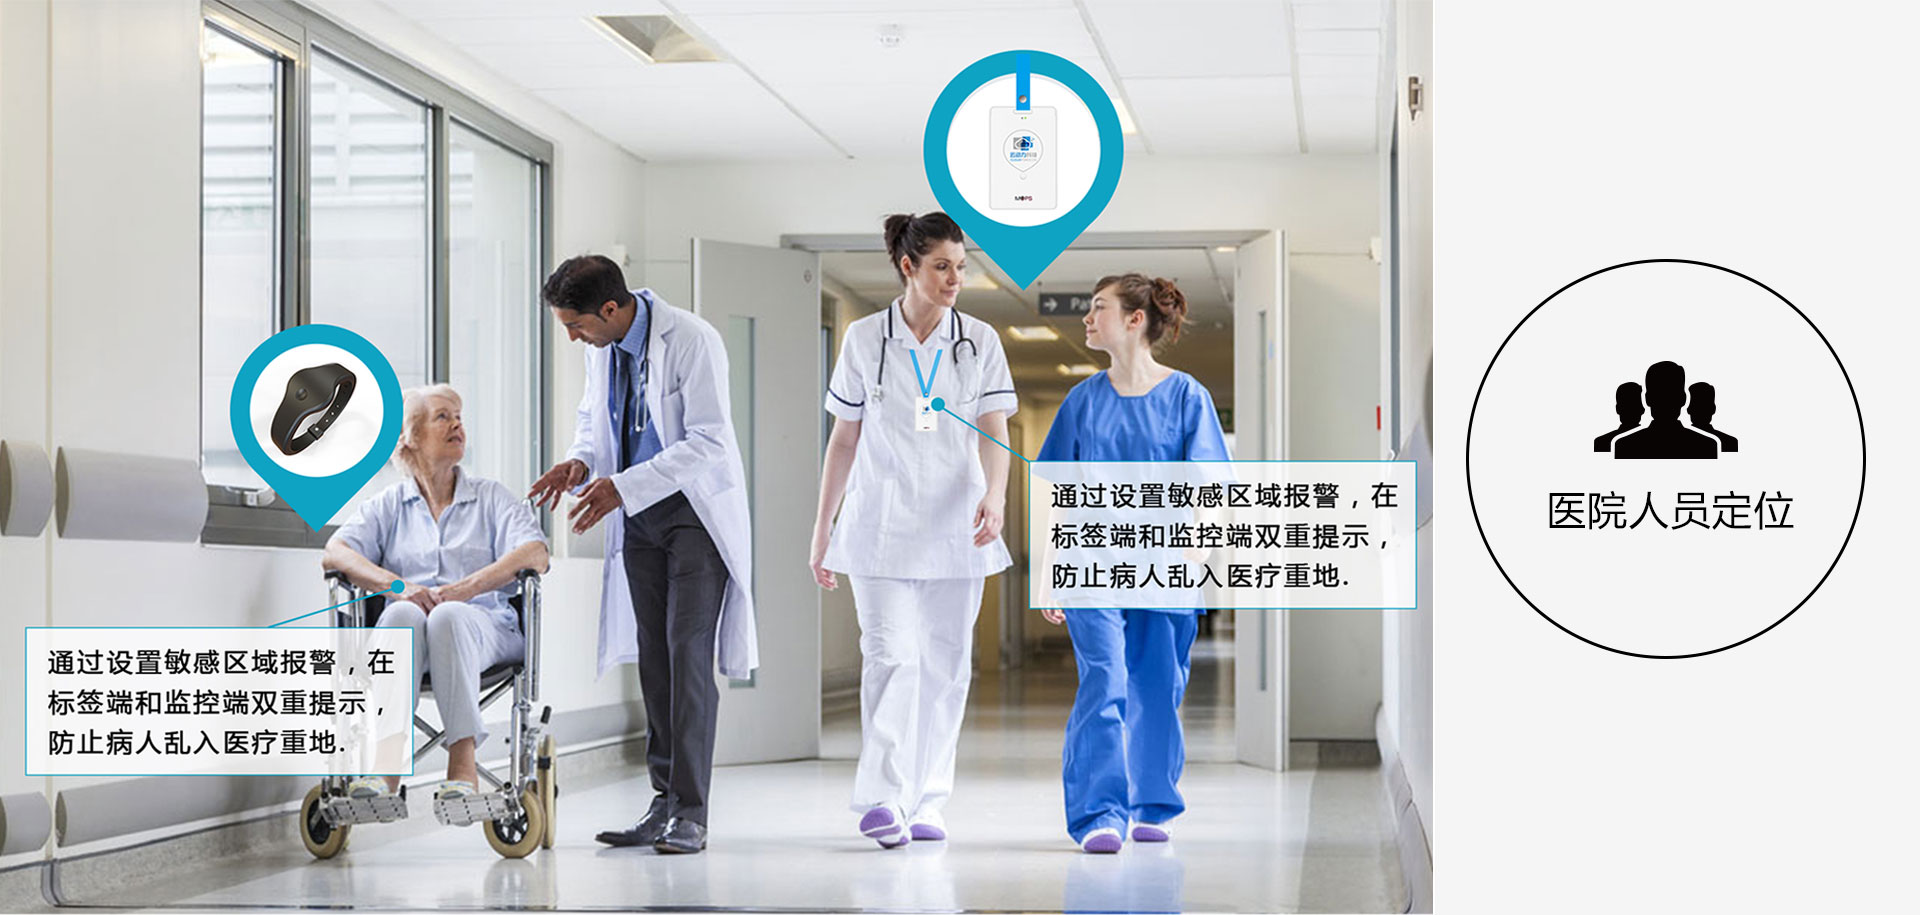 通过设置敏感区域报警，在
标签端和监控端双重提示，
防止病人乱入医疗重地.
通过设置敏感区域报警，在
标签端和监控端双重提示，
防止病人乱入医疗重地.
医院人员定位